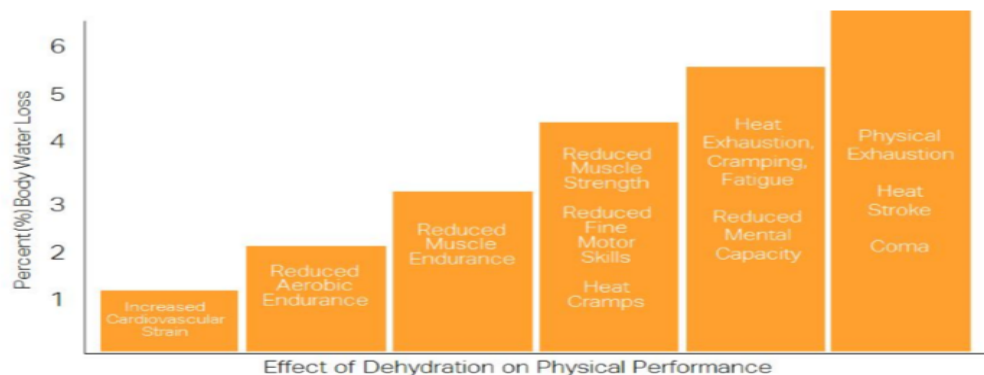 6
5
4
3
2
1
Percent(%)Body Water Loss
Increased
Cardiovascular
Strain
Reduced
Aerobic
Endurance
Reduced
Muscle
Endurance
Reduced
Muscle
Strength
Reduced
Fine
Motor
Skills
Heat
Cramps
Heat
Exhaustion,
Cramping,
Fatigue
Reduced
Mental
Capacity
Physical
Exhaustion
Heat
Stroke
Coma
Effect of Dehydration on Physical Performance